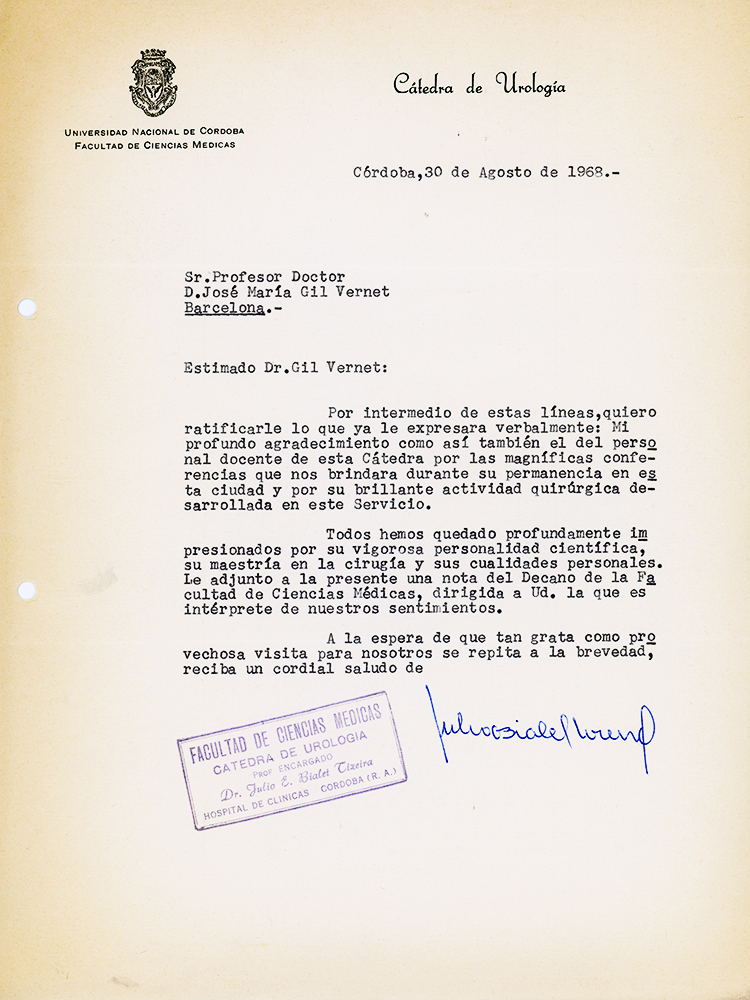 Cátedra de Urología
UNIVERSIDAD NACIONAL DE CORDOBA
FACULTAD DE CIENCIAS MEDICAS
Córdoba,30 de Agosto de 1968.-
Sr.Profesor Doctor
D.José María Gil Vernet
Barcelona.-
Estimado Dr.Gil Vernet:
Por intermedio de estas líneas,quiero
ratificarle lo que ya le expresara verbalmente: Mi
profundo agradecimiento como así también el del perso
nal docente de esta Cátedra por las magníficas confe-
rencias que nos brindara durante su permanencia en es
ta ciudad y por su brillante actividad quirúrgica de-
sarrollada en este Servicio.
Todos hemos quedado profundamente im
presionados por su vigorosa personalidad científica,
su maestría en la cirugía y sus cualidades personales.
Le adjunto a la presente una nota del Decano de la Fa
cultad de Ciencias Médicas, dirigida a Ud. la que es
intérprete de nuestros sentimientos.
A la espera de que tan grata como pro
vechosa visita para nosotros se repita a la brevedad,
reciba un cordial saludo de
FACULTAD DE CIENCIAS MEDICAS
CATEDRA DE UROLOGIA
PROF ENCARGADO
Dr. Julio E. Bialet Tizeira
HOSPITAL DE CLINICAS CORDOBA (R. A.)